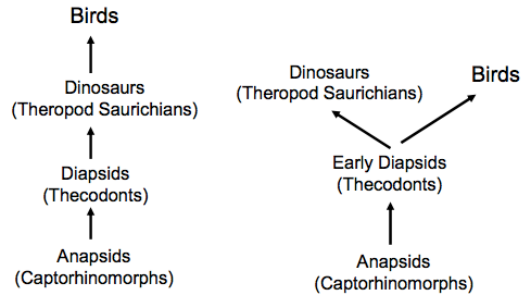 Birds
Dinosaurs
(Theropod Saurichians)
Diapsids
(Thecodonts)
Anapsids
(Captorhinomorphs)
Dinosaurs
(Theropod Saurichians)
Birds
Early Diapsids
(Thecodonts)
Anapsids
(Captorhinomorphs)